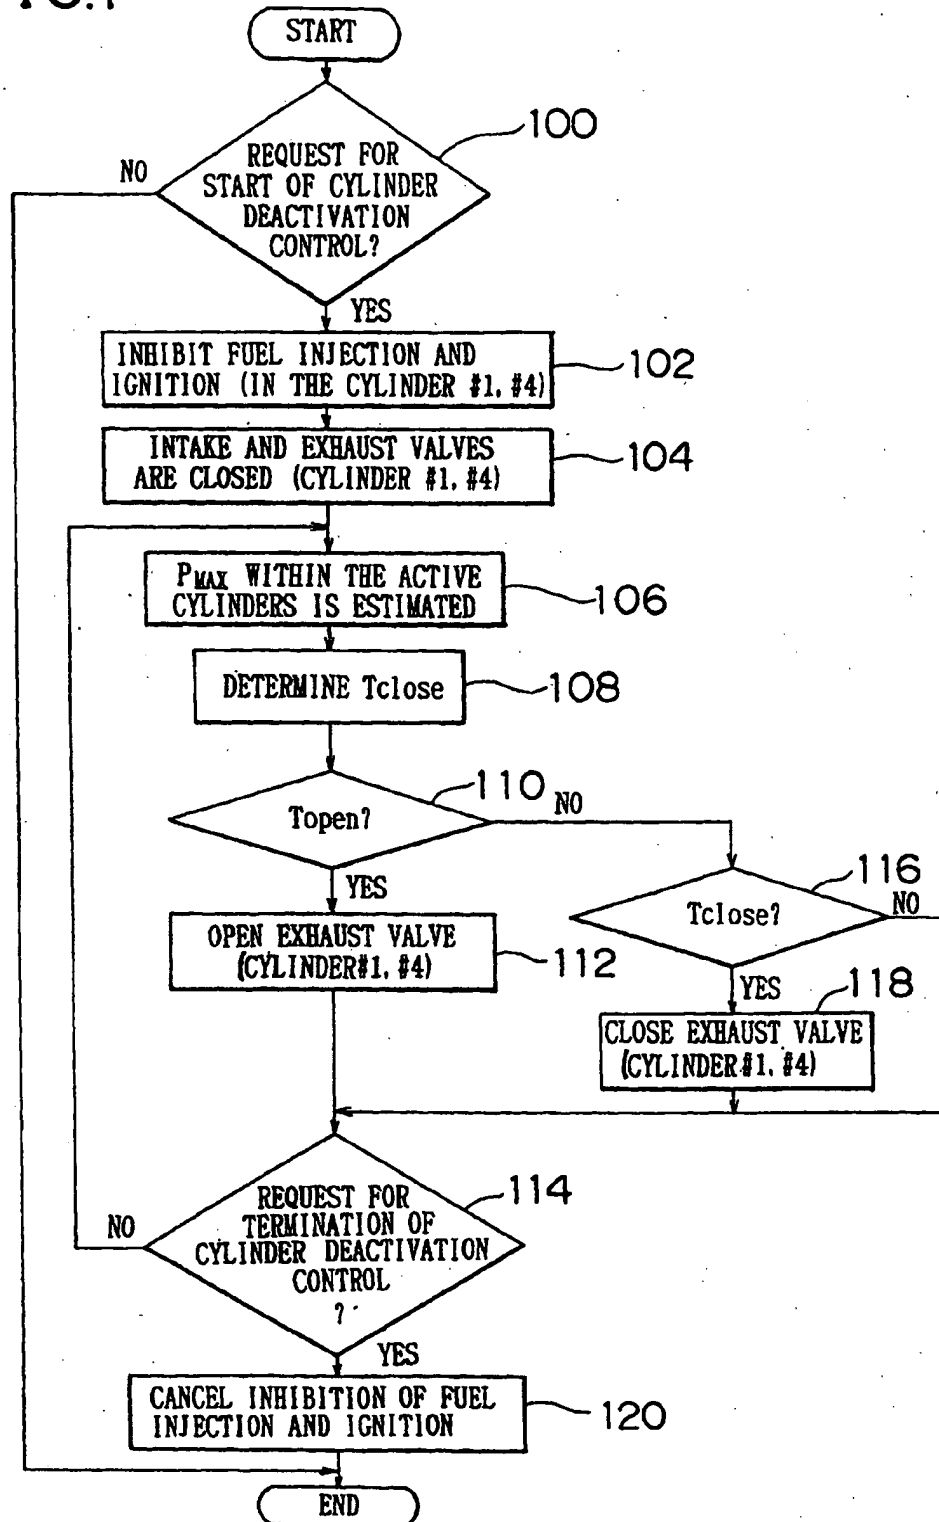 START
100
REQUEST FOR
START OF CYLINDER
DEACTIVATION
CONTROL?
NO
YES
INHIBIT FUEL INJECTION AND
IGNITION (IN THE CYLINDER #1, #4)
102
INTAKE AND EXHAUST VALVES
ARE CLOSED (CYLINDER #1, #4)
104
PMAX WITHIN THE ACTIVE
CYLINDERS IS ESTIMATED
106
DETERMINE Tclose
108
Topen?
110
NO
YES
OPEN EXHAUST VALVE
(CYLINDER#1, #4)
112
Tclose?
116
NO
YES
118
CLOSE EXHAUST VALVE
(CYLINDER#1, #4)
REQUEST FOR
TERMINATION OF
CYLINDER DEACTIVATION
CONTROL
?
114
NO
YES
CANCEL INHIBITION OF FUEL
INJECTION AND IGNITION
120
END